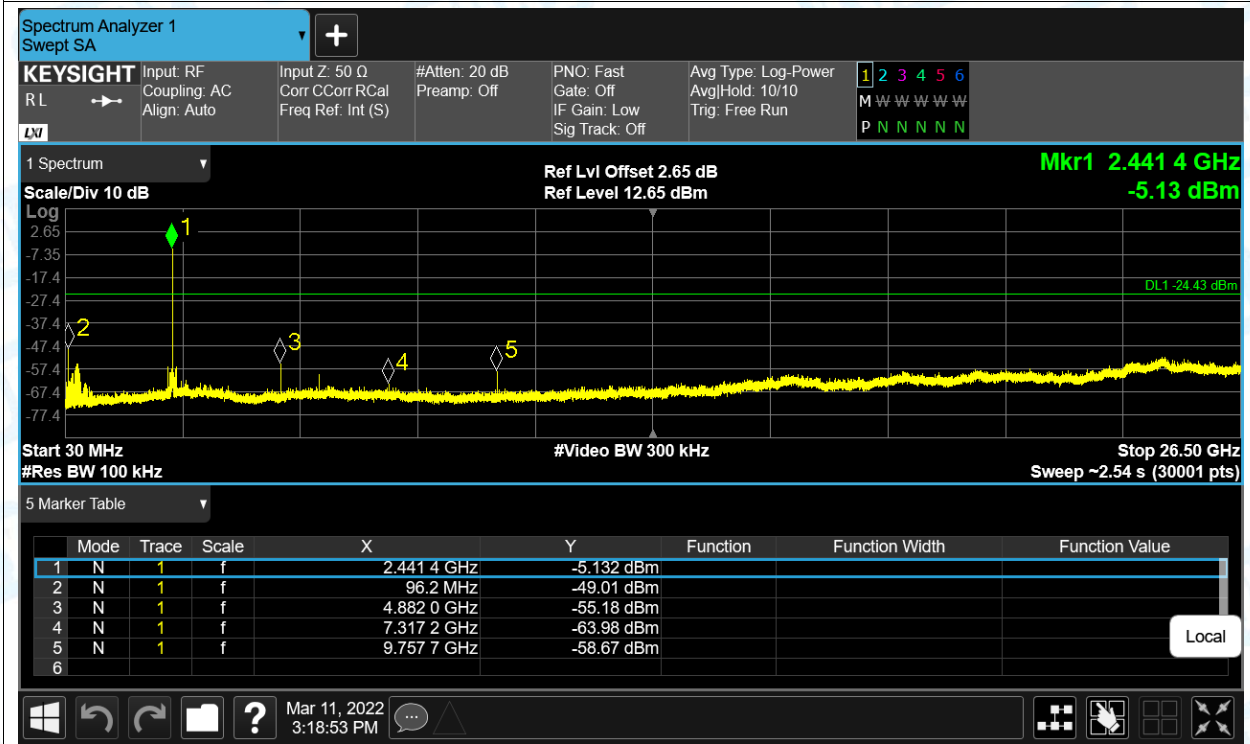 Spectrum Analyzer 1
Swept SA
+
KEYSIGHT
R L
LXI
Input: RF
Coupling: AC
Align: Auto
Input Z: 50 Ω
Corr CCorr RCal
Freq Ref: Int (S)
#Atten: 20 dB
Preamp: Off
PNO: Fast
Gate: Off
IF Gain: Low
Sig Track: Off
Avg Type: Log-Power
Avg|Hold: 10/10
Trig: Free Run
1 2 3 4 5 6
M W W W W W
P N N N N N
1 Spectrum
Scale/Div 10 dB
Ref Lvl Offset 2.65 dB
Ref Level 12.65 dBm
Mkr1 2.441 4 GHz
-5.13 dBm
Log
2.65
-7.35
-17.4
-27.4
-37.4
-47.4
-57.4
-67.4
-77.4
1
2
3
4
5
DL1 -24.43 dBm
Start 30 MHz
#Res BW 100 kHz
#Video BW 300 kHz
Stop 26.50 GHz
Sweep ~2.54 s (30001 pts)
5 Marker Table
Mode Trace Scale X Y Function Function Width Function Value
1 N 1 f 2.441 4 GHz -5.132 dBm
2 N 1 f 96.2 MHz -49.01 dBm
3 N 1 f 4.882 0 GHz -55.18 dBm
4 N 1 f 7.317 2 GHz -63.98 dBm
5 N 1 f 9.757 7 GHz -58.67 dBm
6
Local
?
Mar 11, 2022
3:18:53 PM